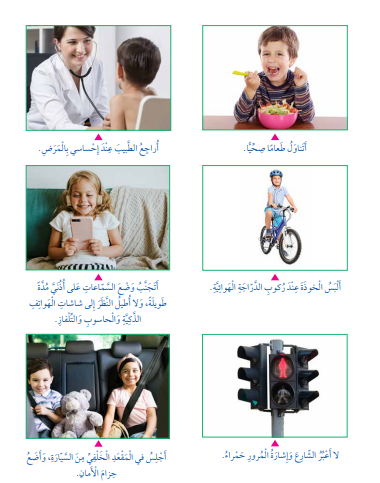 أَتَناوَلُ طَعامًا صِحِّيًّا.
أُراجِعُ الطَّبيبَ عِنْدَ إِحْساسي بِالْمَرَضِ.
أَلْبَسُ الْخوذَةَ عِنْدَ رُكوبِ الدَّرّاجَةِ الْهَوائِيَّةِ.
أَتَجَنَّبُ وَضْعَ السَّمّاعاتِ عَلى أُذُنَيَّ مُدَّةً
طَويلَةً، وَلا أُطيلُ النَّظَرَ إِلى شاشاتِ الْهَواتِفِ
الذَّكِيَّةِ وَالْحاسوبِ وَالتِّلْفازِ.
لا أَعْبُرُ الشّارِعَ وَإِشارَةُ الْمُرورِ حَمْراءُ.
أَجْلِسُ في الْمَقْعَدِ الْخَلْفِيِّ مِنَ السَّيّارَةِ، وَأَضَعُ
حِزامَ الْأَمانِ.